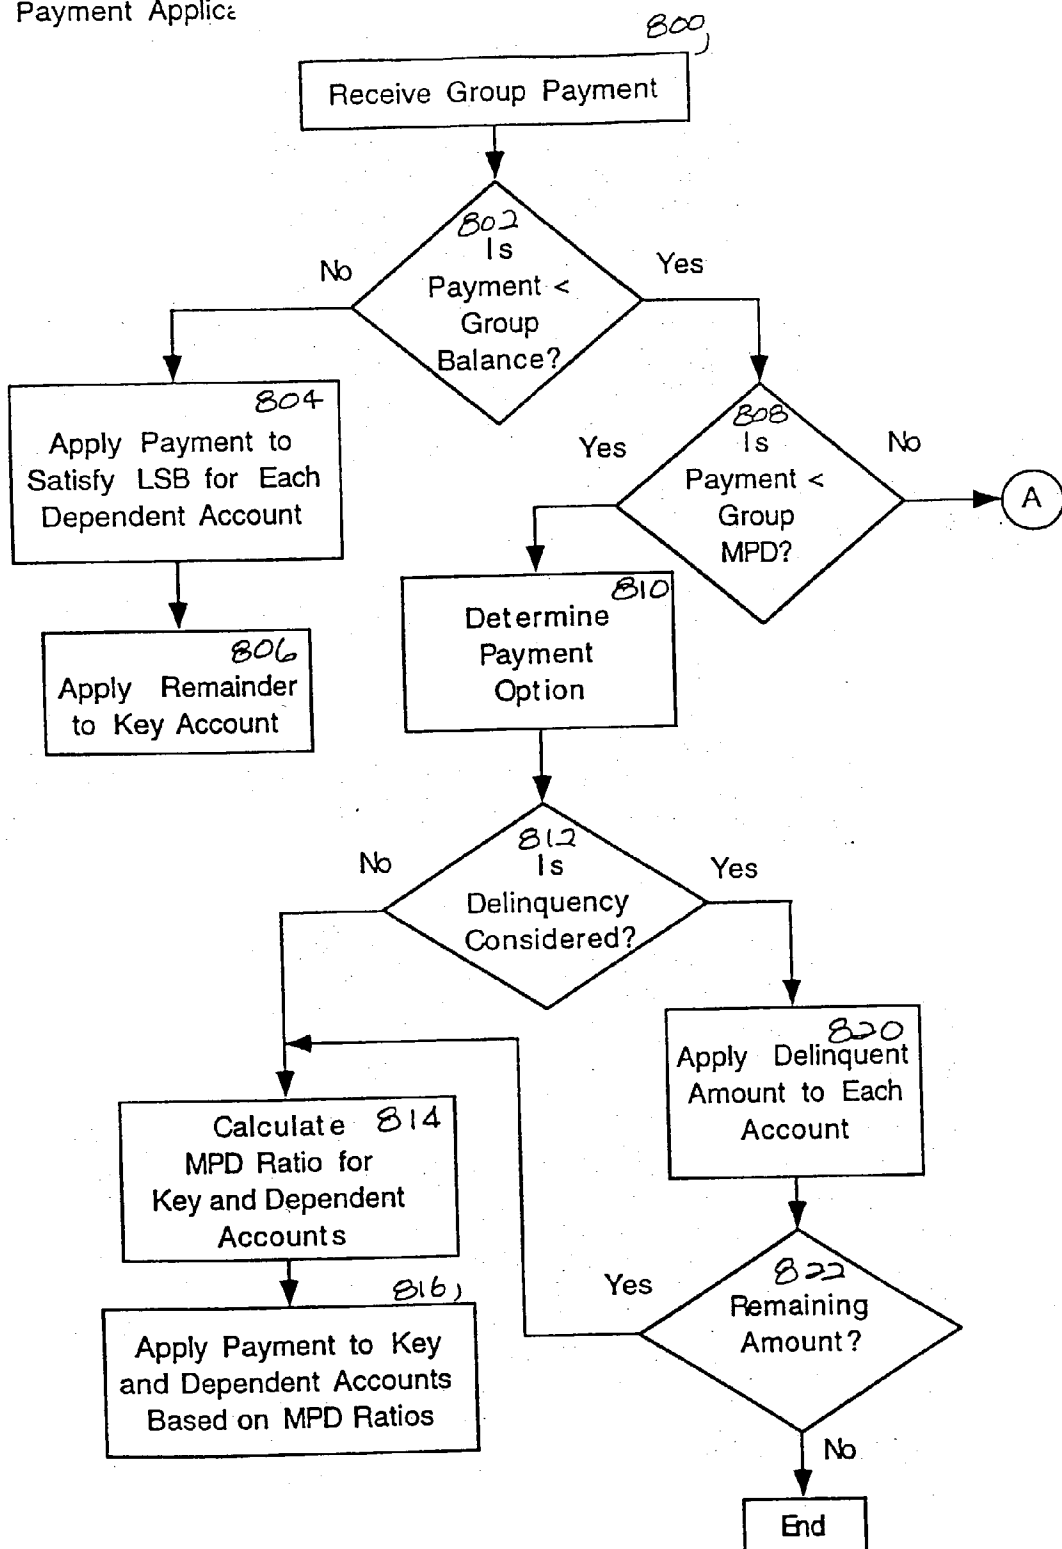 Payment Applica
800
Receive Group Payment
802
Is
Payment <
Group
Balance?
No
Yes
804
Apply Payment to
Satisfy LSB for Each
Dependent Account
806
Apply Remainder
to Key Account
808
Is
Payment <
Group
MPD?
Yes
No
A
810
Determine
Payment
Option
812
Is
Delinquency
Considered?
No
Yes
820
Apply Delinquent
Amount to Each
Account
Calculate 814
MPD Ratio for
Key and Dependent
Accounts
816
Apply Payment to Key
and Dependent Accounts
Based on MPD Ratios
822
Remaining
Amount?
Yes
No
End